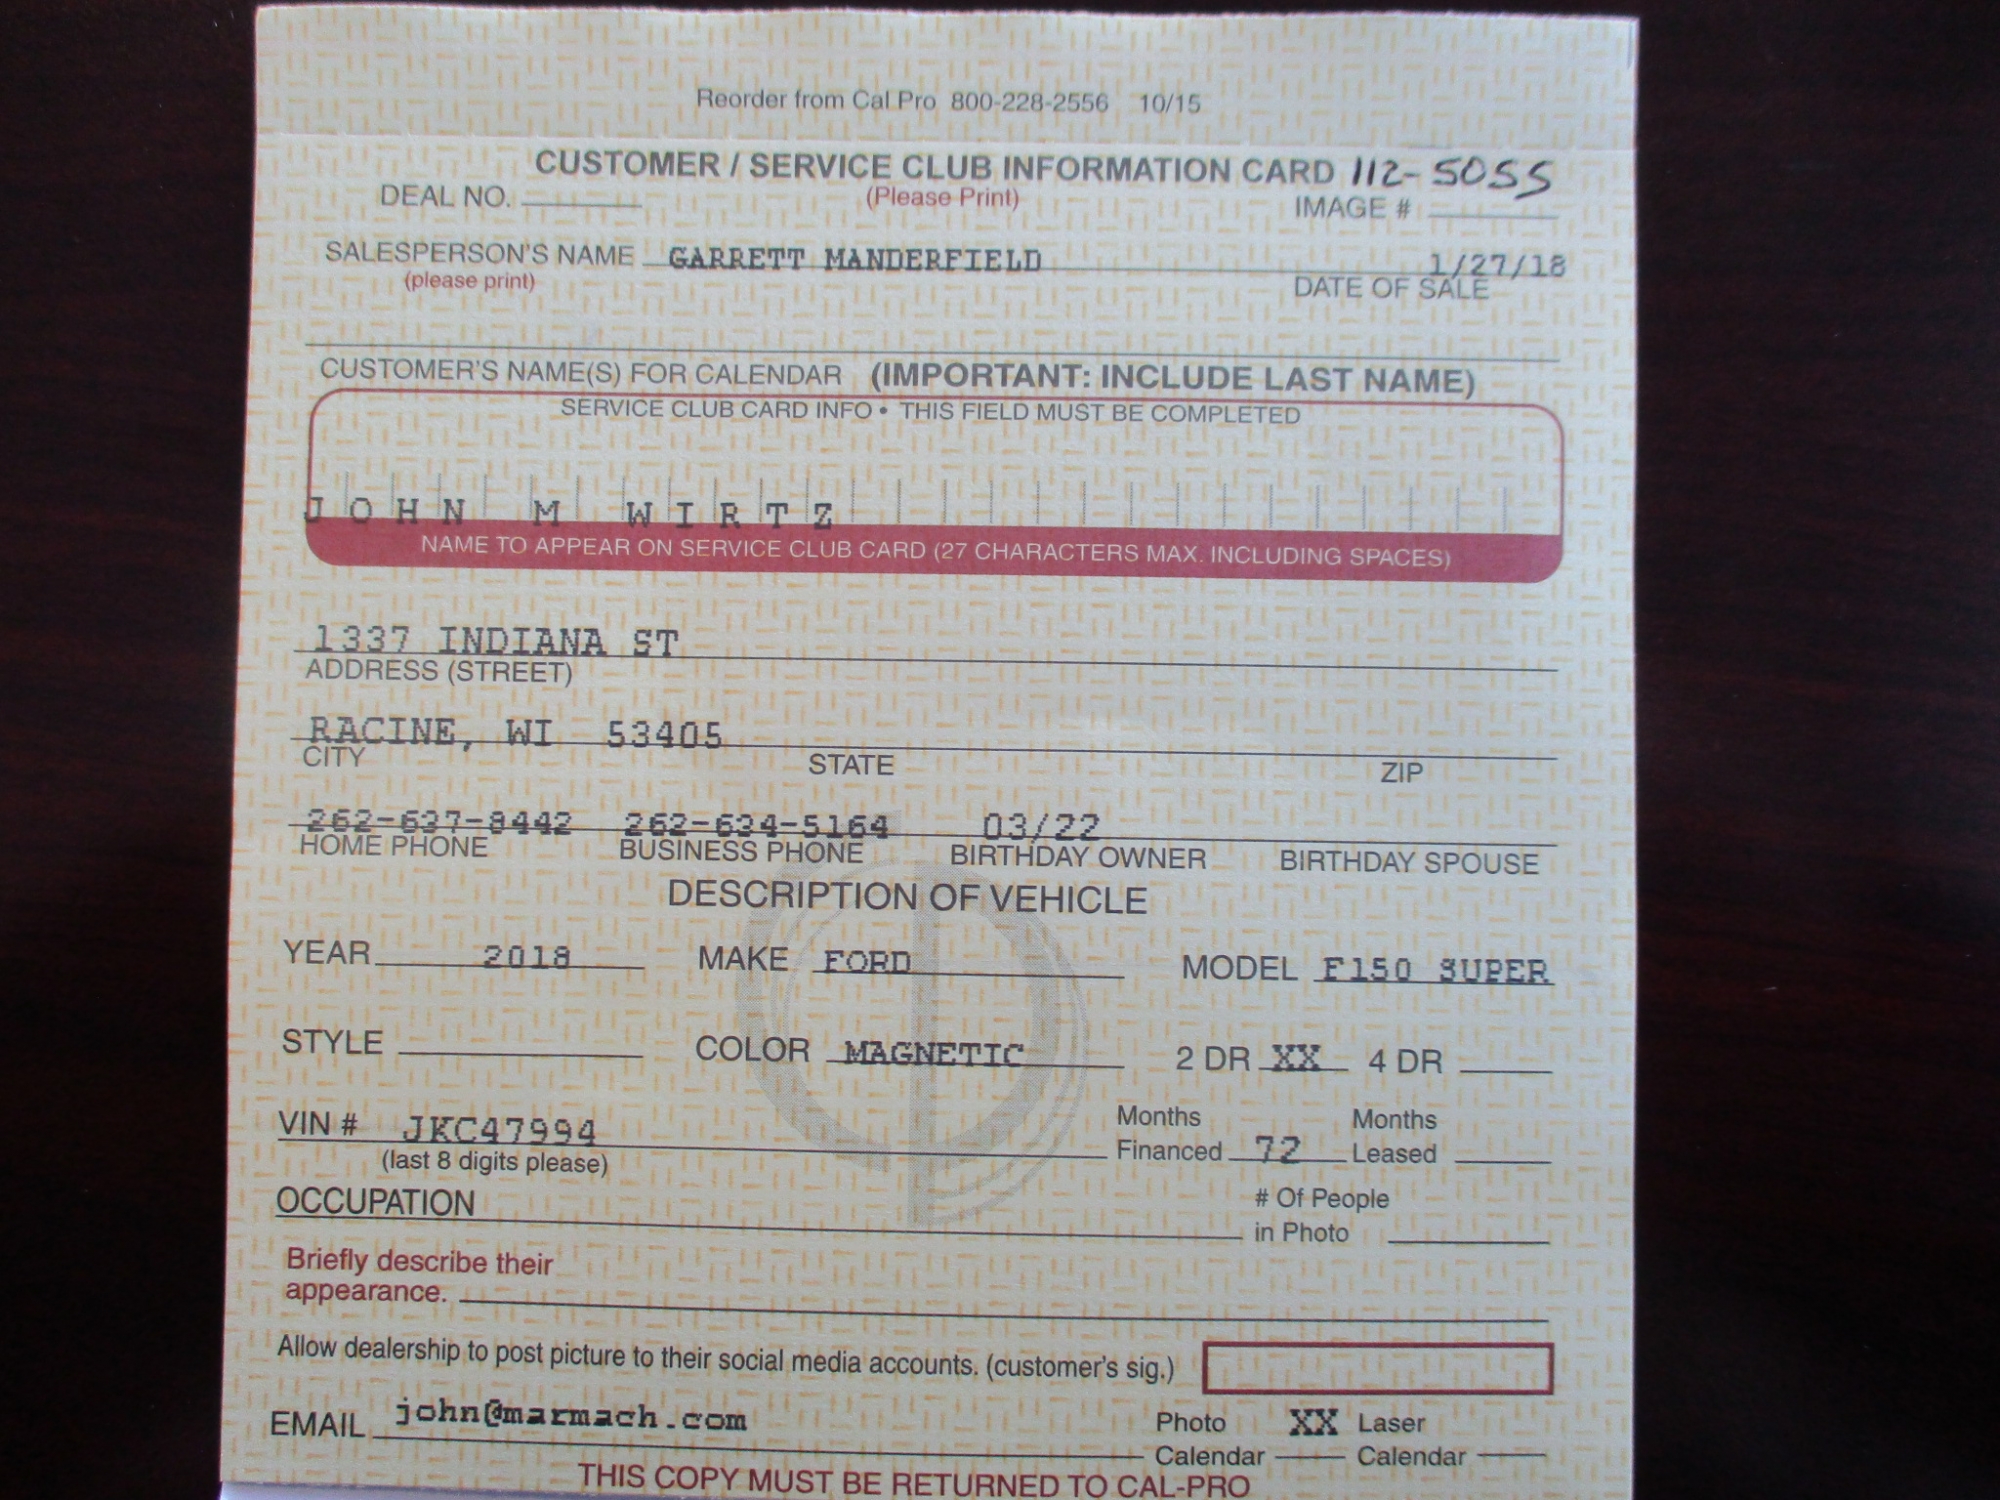 Reorder from Cal Pro 800-228-2556 10/15
CUSTOMER / SERVICE CLUB INFORMATION CARD 112-5055
DEAL NO. (Please Print) IMAGE #
SALESPERSON'S NAME GARRETT MANDERFIELD 1/27/18
(please print) DATE OF SALE
CUSTOMER'S NAME(S) FOR CALENDAR (IMPORTANT: INCLUDE LAST NAME)
SERVICE CLUB CARD INFO • THIS FIELD MUST BE COMPLETED
JOHN M WIRTZ
NAME TO APPEAR ON SERVICE CLUB CARD (27 CHARACTERS MAX. INCLUDING SPACES)
1337 INDIANA ST
ADDRESS (STREET)
RACINE, WI 53405
CITY STATE ZIP
262-637-8442 262-634-5164 03/22
HOME PHONE BUSINESS PHONE BIRTHDAY OWNER BIRTHDAY SPOUSE
DESCRIPTION OF VEHICLE
YEAR 2018 MAKE FORD MODEL F150 SUPER
STYLE COLOR MAGNETIC 2 DR XX 4 DR
VIN # JKC47994 Months Financed 72 Months Leased
(last 8 digits please)
OCCUPATION # Of People in Photo
Briefly describe their
appearance.
Allow dealership to post picture to their social media accounts. (customer's sig.)
EMAIL john@marmach.com Photo Calendar XX Laser Calendar
THIS COPY MUST BE RETURNED TO CAL-PRO